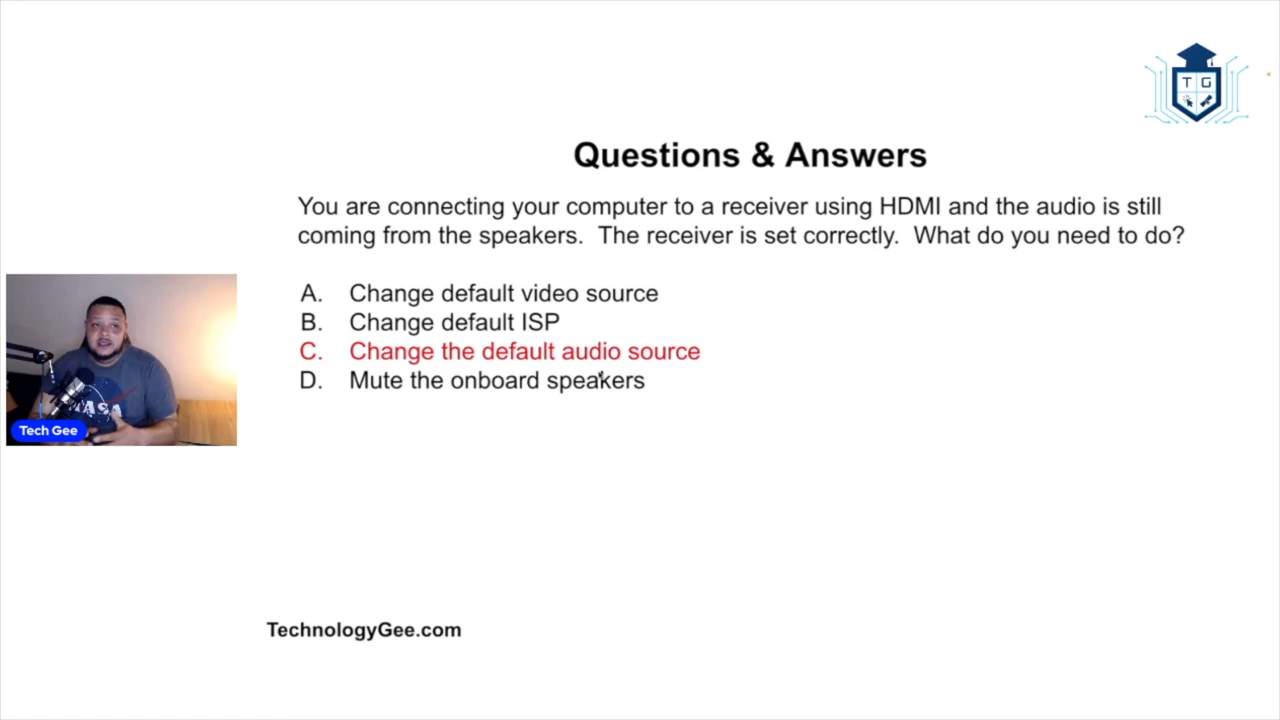 T G
Questions & Answers
You are connecting your computer to a receiver using HDMI and the audio is still
coming from the speakers. The receiver is set correctly. What do you need to do?
A. Change default video source
B. Change default ISP
C. Change the default audio source
D. Mute the onboard speakers
NASA
Tech Gee
TechnologyGee.com